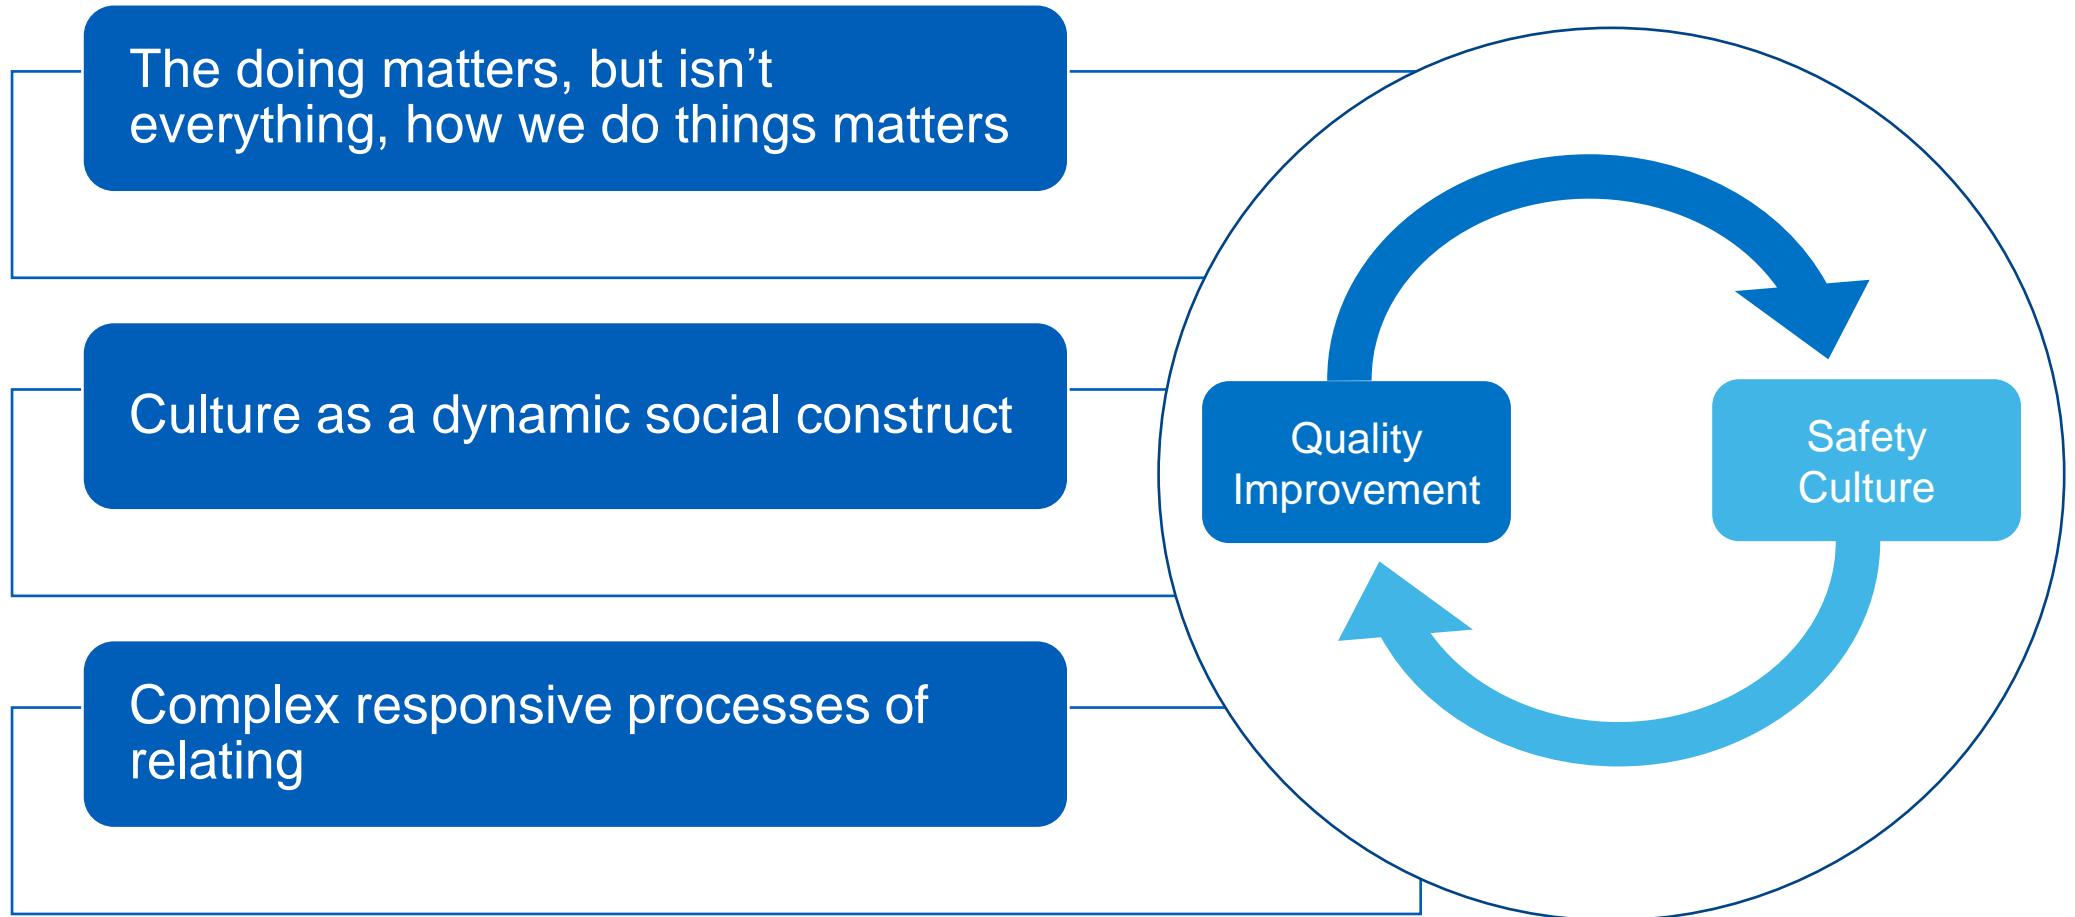 The doing matters, but isn’t
everything, how we do things matters
Culture as a dynamic social construct
Complex responsive processes of
relating
Quality
Improvement
Safety
Culture